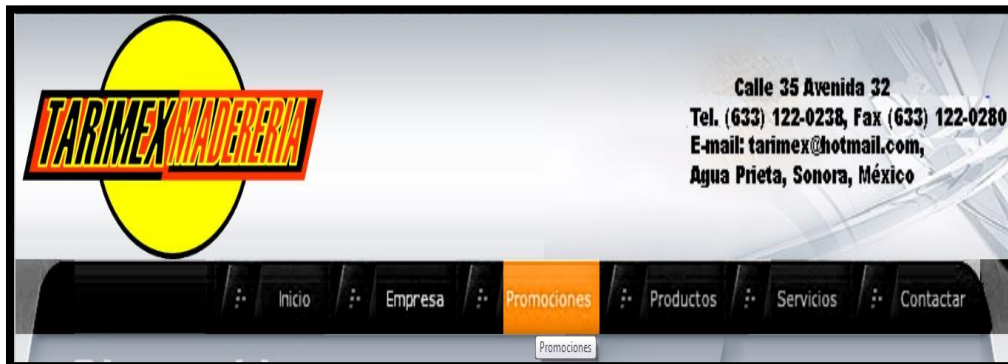 TARIMEX MADERERIA
Calle 35 Avenida 32
Tel. (633) 122-0238, Fax (633) 122-0280
E-mail: tarimex@hotmail.com,
Agua Prieta, Sonora, México
Inicio Empresa Promociones Productos Servicios Contactar
Promociones